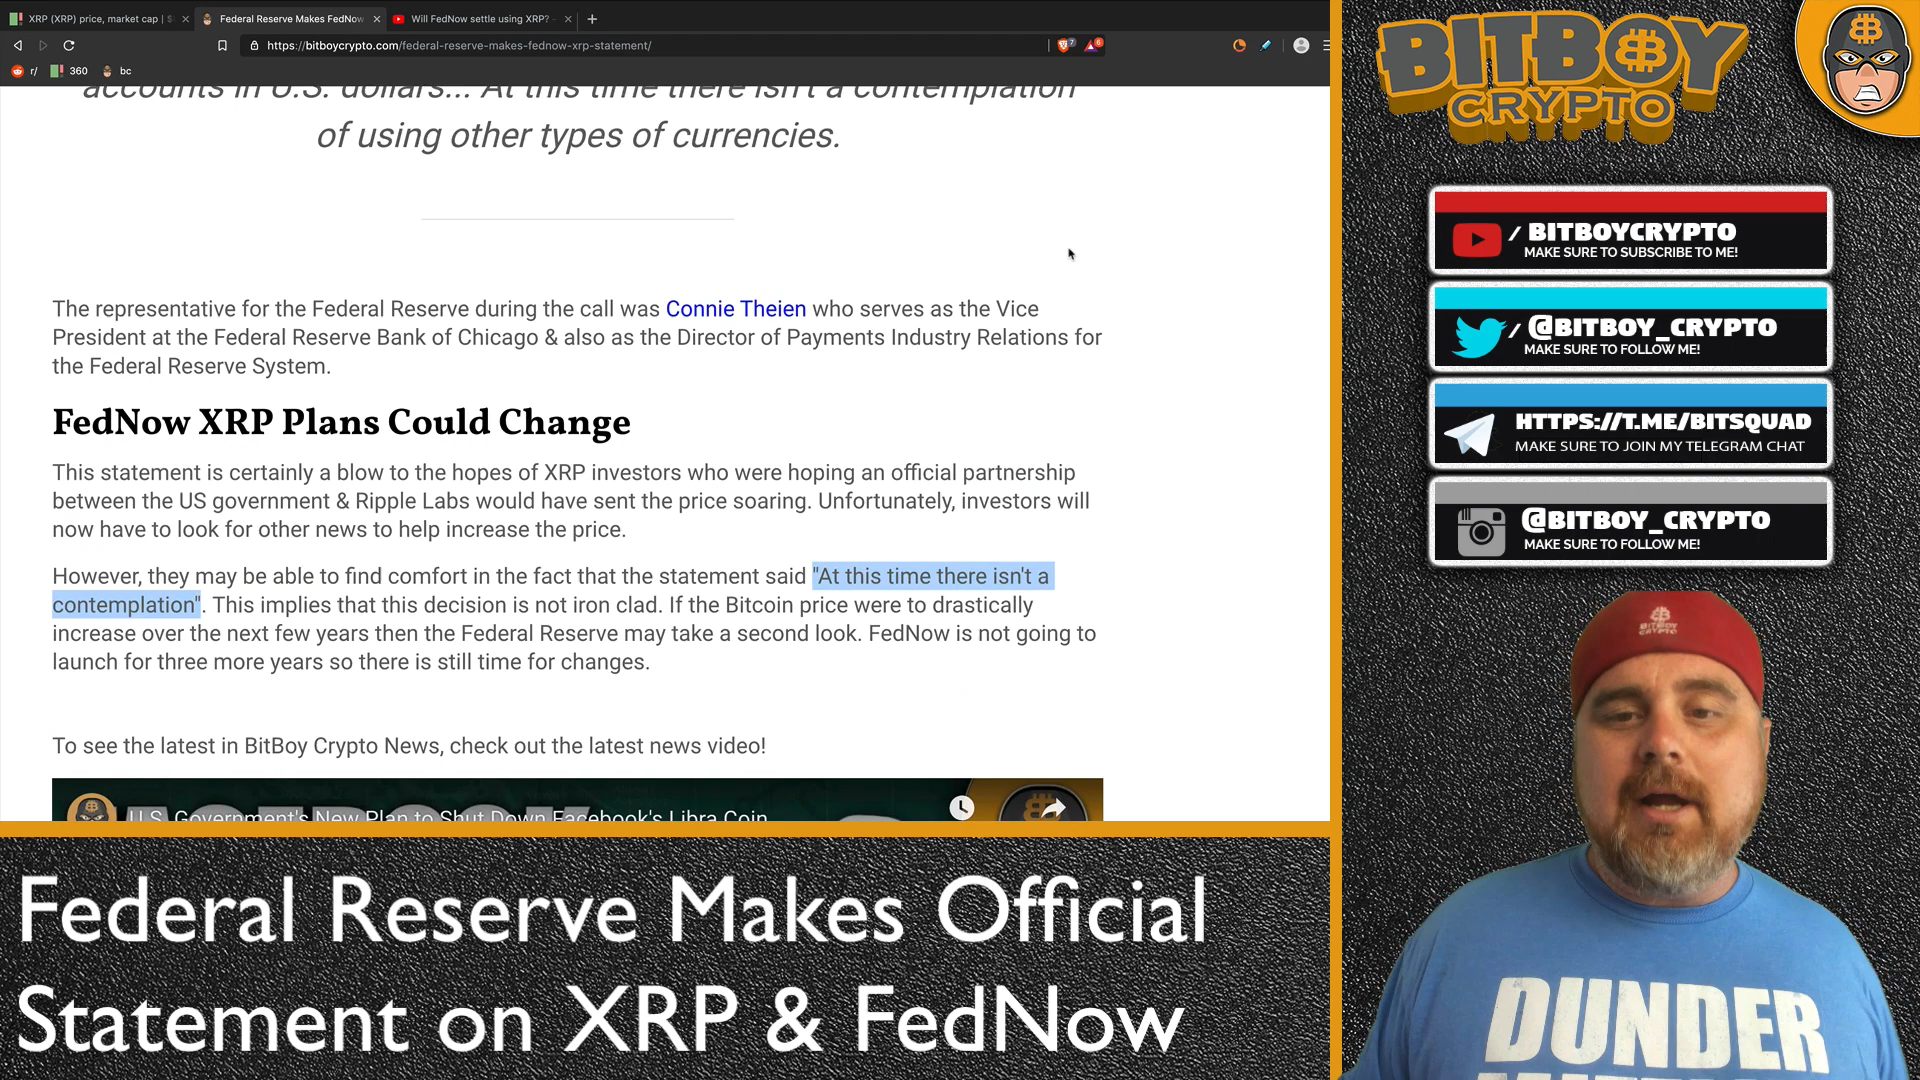 XRP (XRP) price, market cap |
Federal Reserve Makes FedNow
Will FedNow settle using XRP?
https://bitboycrypto.com/federal-reserve-makes-fednow-xrp-statement/
r/
360
bc
accounts in U.S. dollars... At this time there isn't a contemplation
of using other types of currencies.
The representative for the Federal Reserve during the call was Connie Theien who serves as the Vice
President at the Federal Reserve Bank of Chicago & also as the Director of Payments Industry Relations for
the Federal Reserve System.
FedNow XRP Plans Could Change
This statement is certainly a blow to the hopes of XRP investors who were hoping an official partnership
between the US government & Ripple Labs would have sent the price soaring. Unfortunately, investors will
now have to look for other news to help increase the price.
However, they may be able to find comfort in the fact that the statement said "At this time there isn't a
contemplation". This implies that this decision is not iron clad. If the Bitcoin price were to drastically
increase over the next few years then the Federal Reserve may take a second look. FedNow is not going to
launch for three more years so there is still time for changes.
To see the latest in BitBoy Crypto News, check out the latest news video!
U.S. Government's New Plan to Shut Down Facebook's Libra Coin
Federal Reserve Makes Official
Statement on XRP & FedNow
BITBOY
CRYPTO
/ BITBOYCRYPTO
MAKE SURE TO SUBSCRIBE TO ME!
/ @BITBOY_CRYPTO
MAKE SURE TO FOLLOW ME!
HTTPS://T.ME/BITSQUAD
MAKE SURE TO JOIN MY TELEGRAM CHAT
@BITBOY_CRYPTO
MAKE SURE TO FOLLOW ME!
BITBOY
CRYPTO
DUNDER